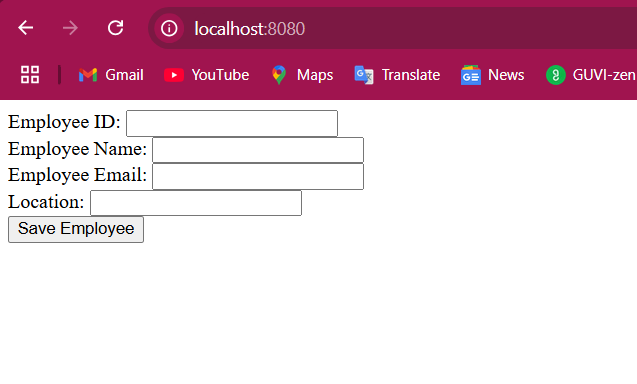 localhost:8080
Gmail YouTube Maps Translate News GUVI-zen
Employee ID:
Employee Name:
Employee Email:
Location:
Save Employee